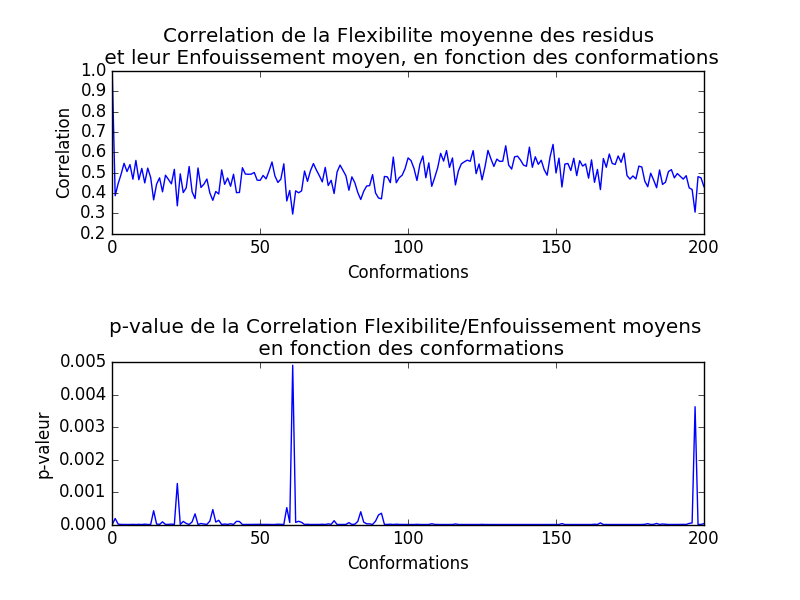 Correlation de la Flexibilite moyenne des residus
et leur Enfouissement moyen, en fonction des conformations
1.0
0.9
0.8
0.7
0.6
0.5
0.4
0.3
0.2
Correlation
0 50 100 150 200
Conformations
p-value de la Correlation Flexibilite/Enfouissement moyens
en fonction des conformations
0.005
0.004
0.003
0.002
0.001
0.000
p-valeur
0 50 100 150 200
Conformations